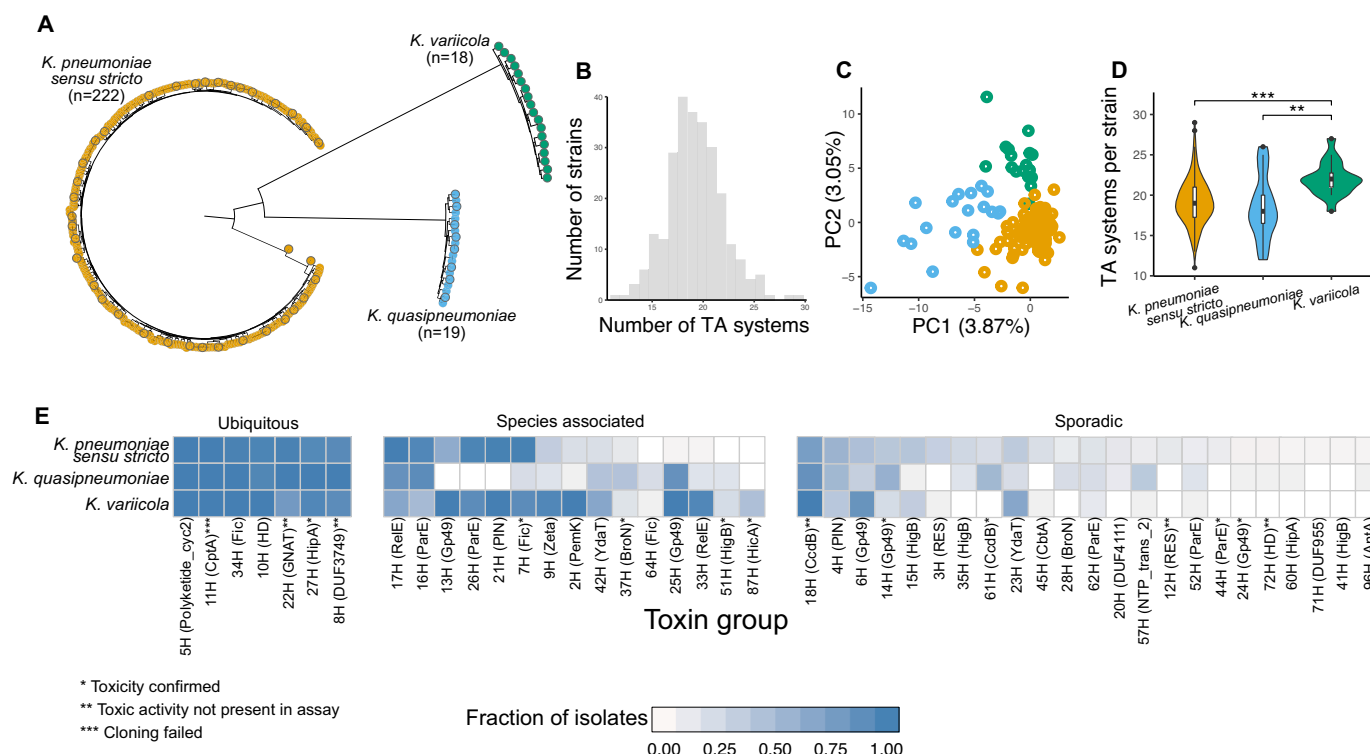 A
K. pneumoniae
sensu stricto
(n=222)
K. variicola
(n=18)
K. quasipneumoniae
(n=19)
B
Number of strains
40
30
20
10
0
15 20 25 30
Number of TA systems
C
PC2 (3.05%)
10
5
0
−5
−15 −10 −5 0
PC1 (3.87%)
D
TA systems per strain
30
25
20
15
10
***
**
K. pneumoniae
sensu stricto
K. quasipneumoniae
K. variicola
E
Ubiquitous
Species associated
Sporadic
K. pneumoniae
sensu stricto
K. quasipneumoniae
K. variicola
5H (Polyketide_cyc2)
11H (CptA)***
34H (Fic)
10H (HD)
22H (GNAT)**
27H (HipA)*
8H (DUF3749)**
17H (RelE)
16H (ParE)
13H (Gp49)
26H (ParE)
21H (PIN)
7H (Fic)*
9H (Zeta)
2H (PemK)
42H (YdaT)
37H (BroN)*
64H (Fic)
25H (Gp49)
33H (RelE)
51H (HigB)*
87H (HicA)*
18H (CcdB)**
4H (PIN)
6H (Gp49)
14H (Gp49)*
15H (HigB)
3H (RES)
35H (HigB)
61H (CcdB)*
23H (YdaT)
45H (CbtA)
28H (BroN)
62H (ParE)
20H (DUF4111)
57H (NTP_trans_2)
12H (RES)**
52H (ParE)
44H (ParE)*
24H (Gp49)*
72H (HD)**
60H (HipA)
71H (DUF955)
41H (HigB)
Toxin group
* Toxicity confirmed
** Toxic activity not present in assay
*** Cloning failed
Fraction of isolates
0.00 0.25 0.50 0.75 1.00